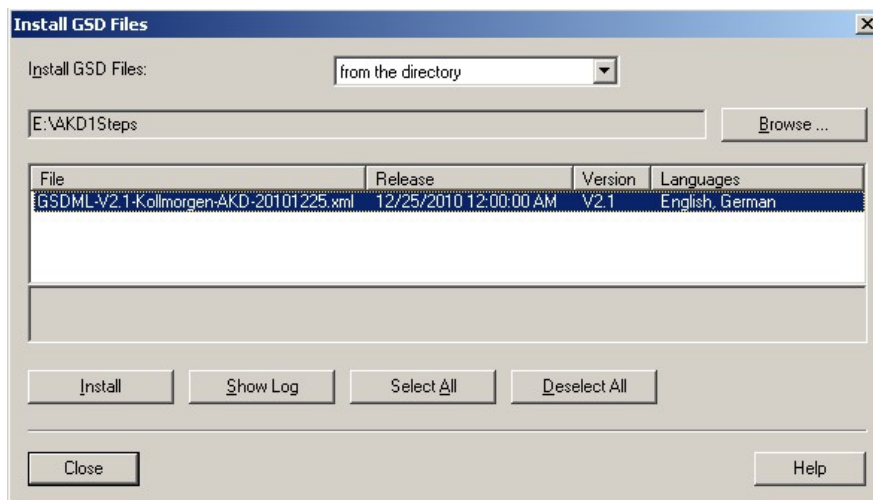 Install GSD Files
Install GSD Files:
from the directory
E:\AKD1Steps
Browse ...
File Release Version Languages
GSDML-V2.1-Kollmorgen-AKD-20101225.xml 12/25/2010 12:00:00 AM V2.1 English, German
Install Show Log Select All Deselect All
Close Help